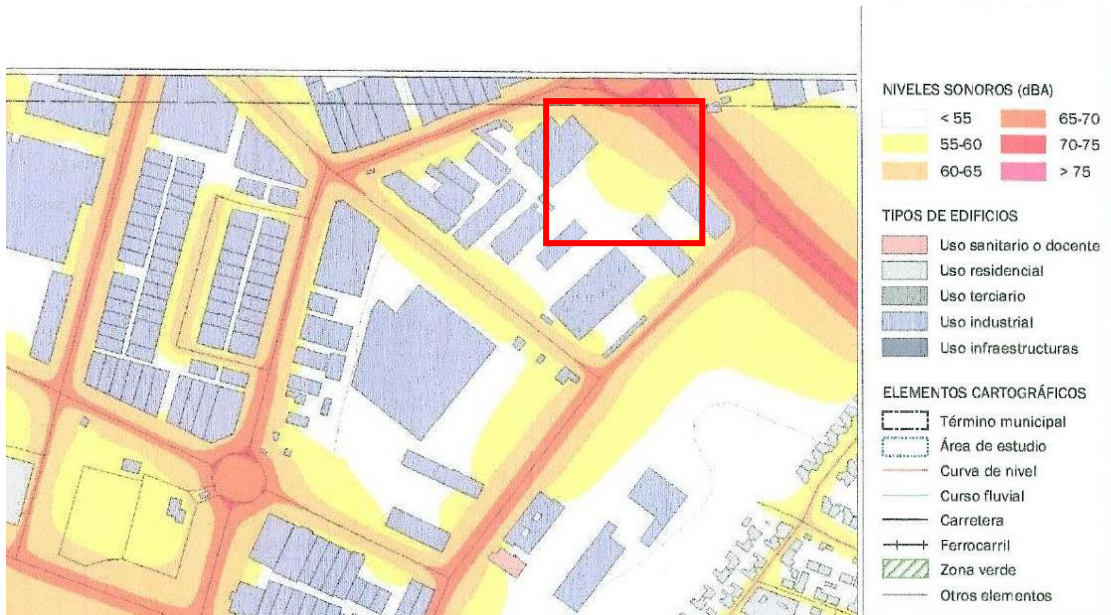 NIVELES SONOROS (dBA)
< 55 65-70
55-60 70-75
60-65 > 75
TIPOS DE EDIFICIOS
Uso sanitario o docente
Uso residencial
Uso terciario
Uso industrial
Uso infraestructuras
ELEMENTOS CARTOGRÁFICOS
Término municipal
Área de estudio
Curva de nivel
Curso fluvial
Carretera
Ferrocarril
Zona verde
Otros elementos